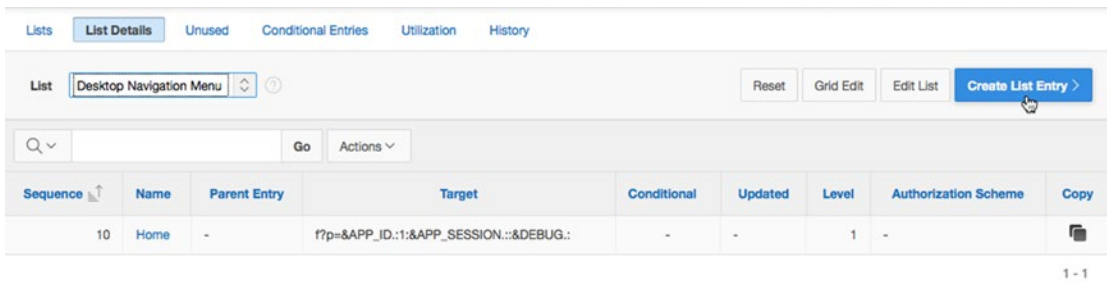 Lists List Details Unused Conditional Entries Utilization History
List Desktop Navigation Menu ? Reset Grid Edit Edit List Create List Entry >
Go Actions
Sequence Name Parent Entry Target Conditional Updated Level Authorization Scheme Copy
10 Home - f?p=&APP_ID.:1:&APP_SESSION.::&DEBUG.: - - 1 -
1 - 1